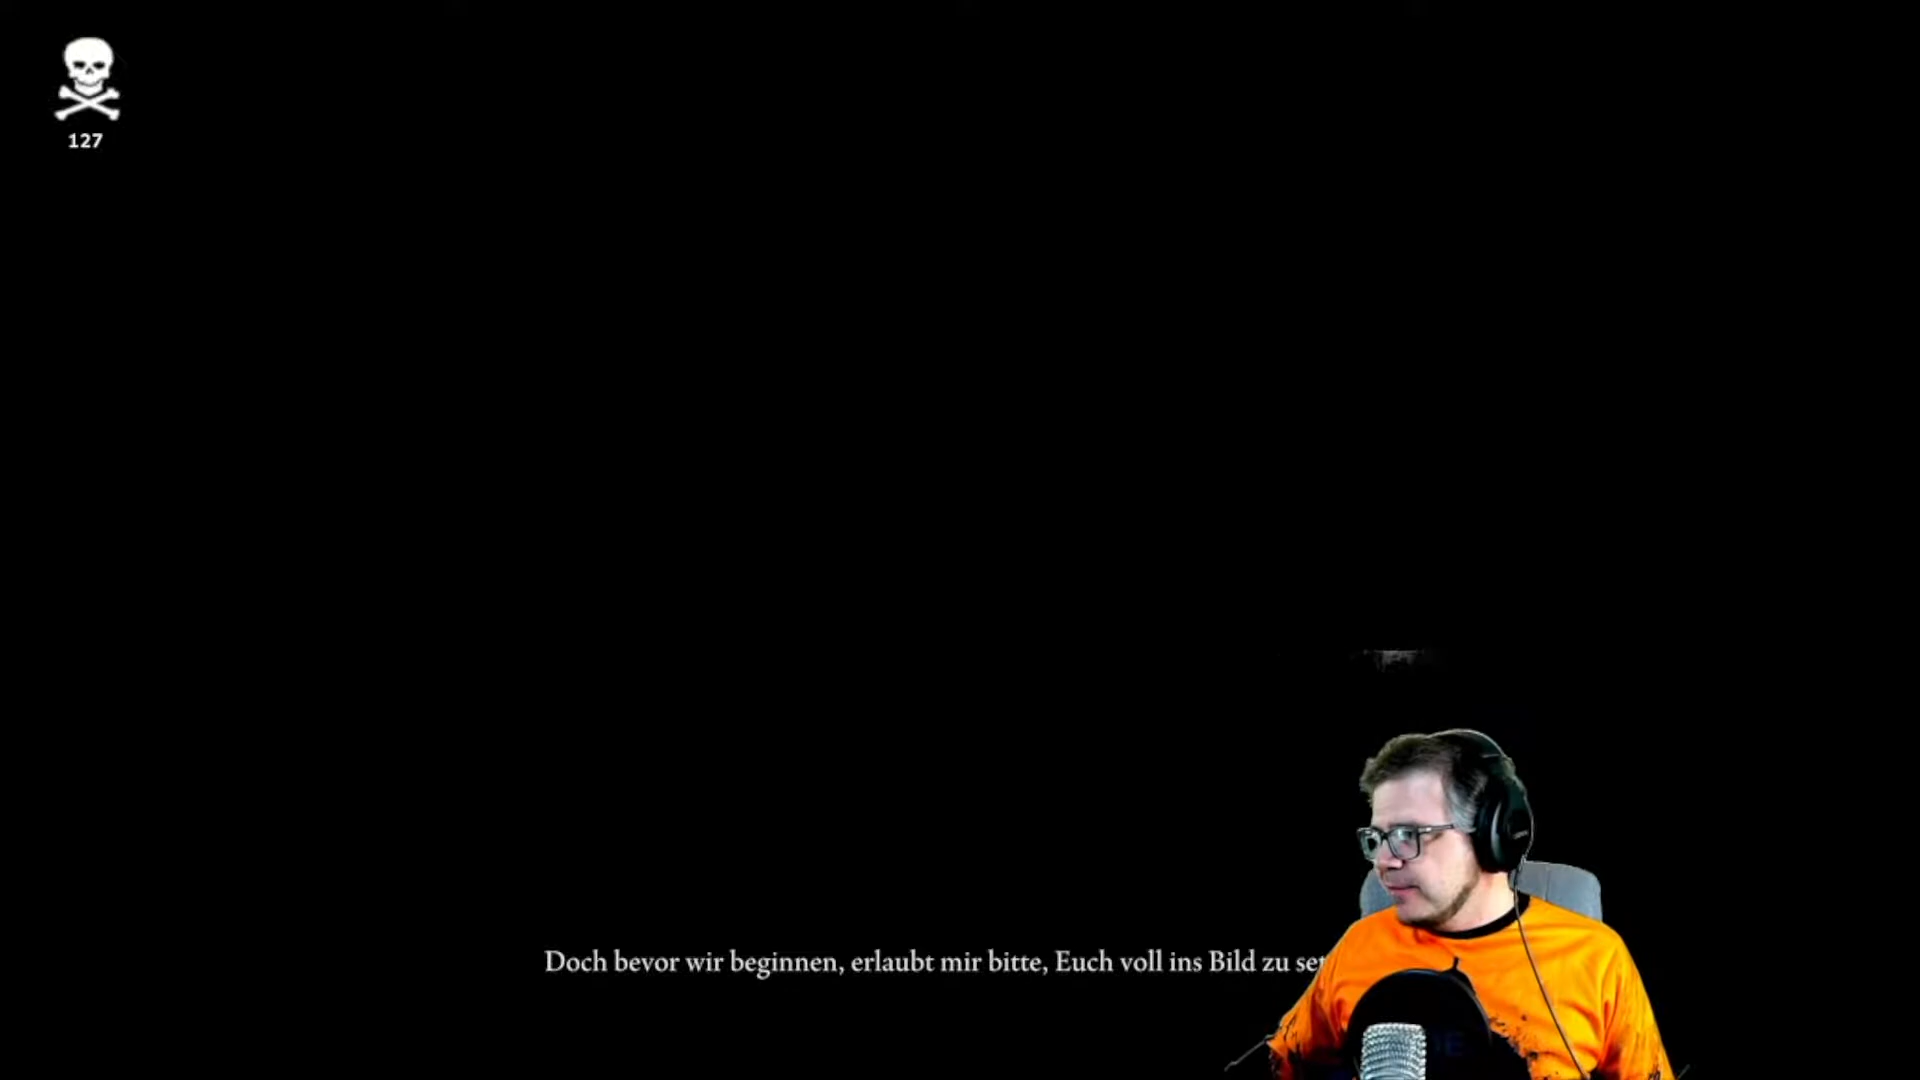 127
Doch bevor wir beginnen, erlaubt mir bitte, Euch voll ins Bild zu